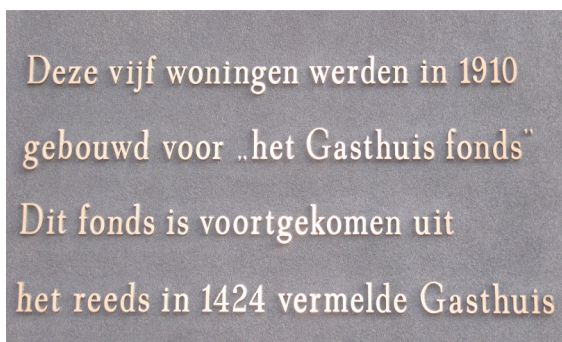 Deze vijf woningen werden in 1910
gebouwd voor „het Gasthuis fonds”
Dit fonds is voortgekomen uit
het reeds in 1424 vermelde Gasthuis